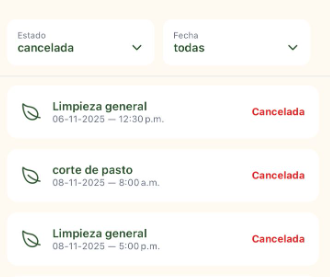 Estado
cancelada
Fecha
todas
Limpieza general
06-11-2025 — 12:30 p.m.
Cancelada
corte de pasto
08-11-2025 — 8:00 a.m.
Cancelada
Limpieza general
08-11-2025 — 5:00 p.m.
Cancelada